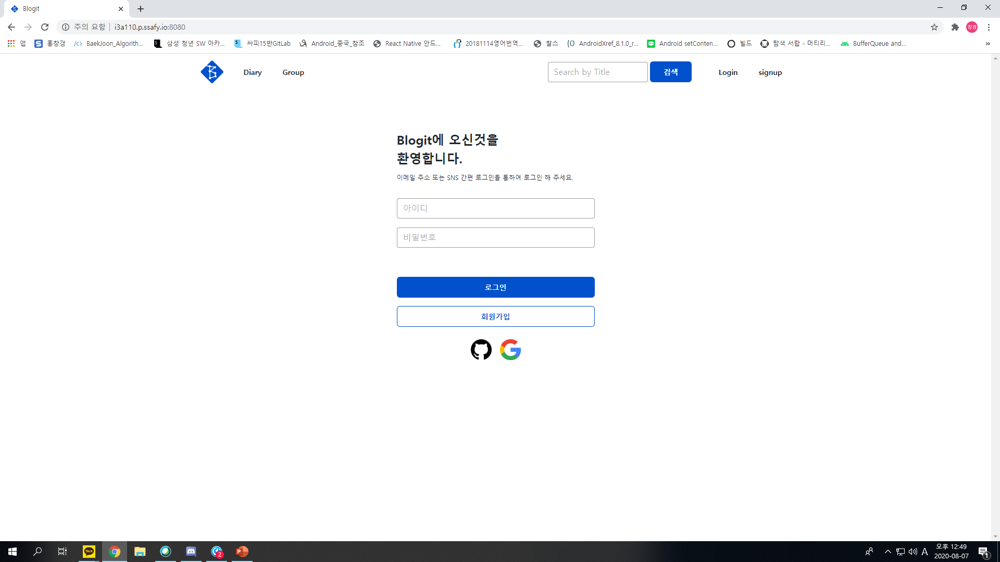 Blogit
주의 요함 i3a110.p.ssafy.io:8080
창경
앱 홍창경 BaekJoon_Algorith... 삼성 청년 SW 아카... 싸피15반GitLab Android_중국_참조 React Native 안드... 20181114영어번역... 찰스 AndroidXref_8.1.0_r... Android setConten... 빌드 탐색 서랍 - 머티리... BufferQueue and... »
Diary Group Search by Title 검색 Login signup
Blogit에 오신것을
환영합니다.
이메일 주소 또는 SNS 간편 로그인을 통하여 로그인 해 주세요.
아이디
비밀번호
로그인
회원가입
TALK
2
P
A
오후 12:49
2020-08-07
1